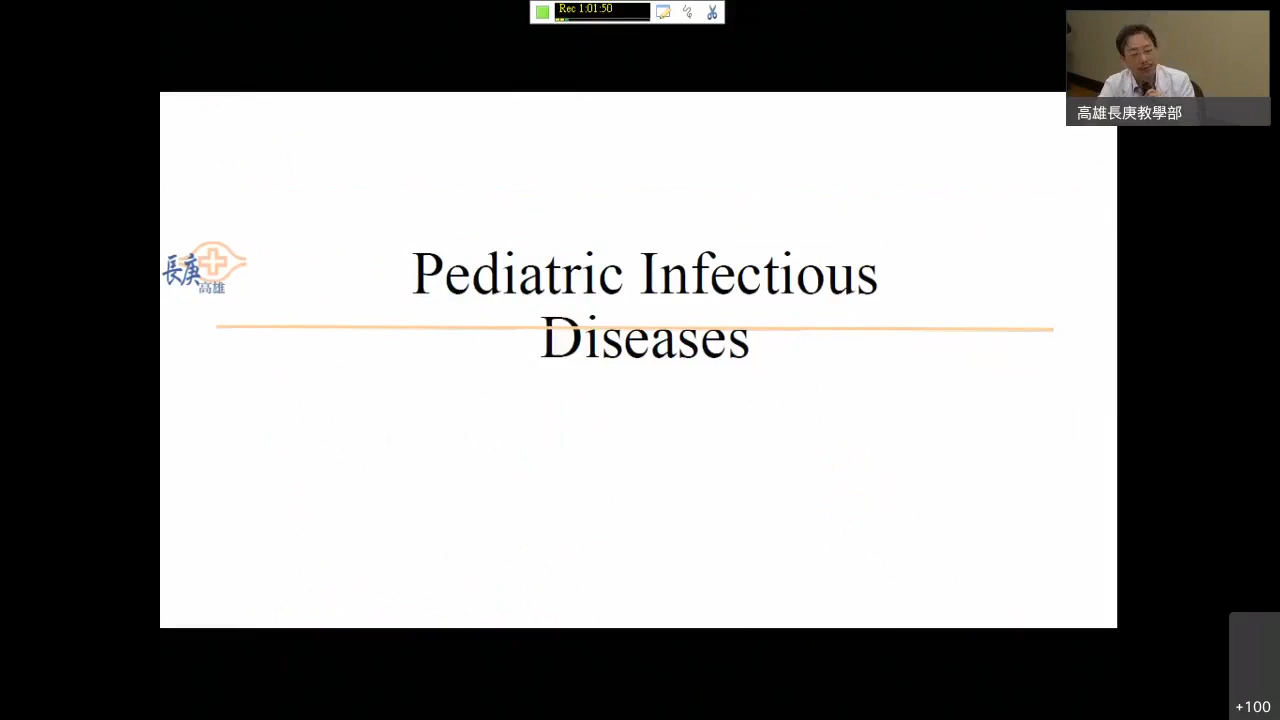 Rec 1:01:50
高雄長庚教學部
長庚
高雄
Pediatric Infectious
Diseases
+100